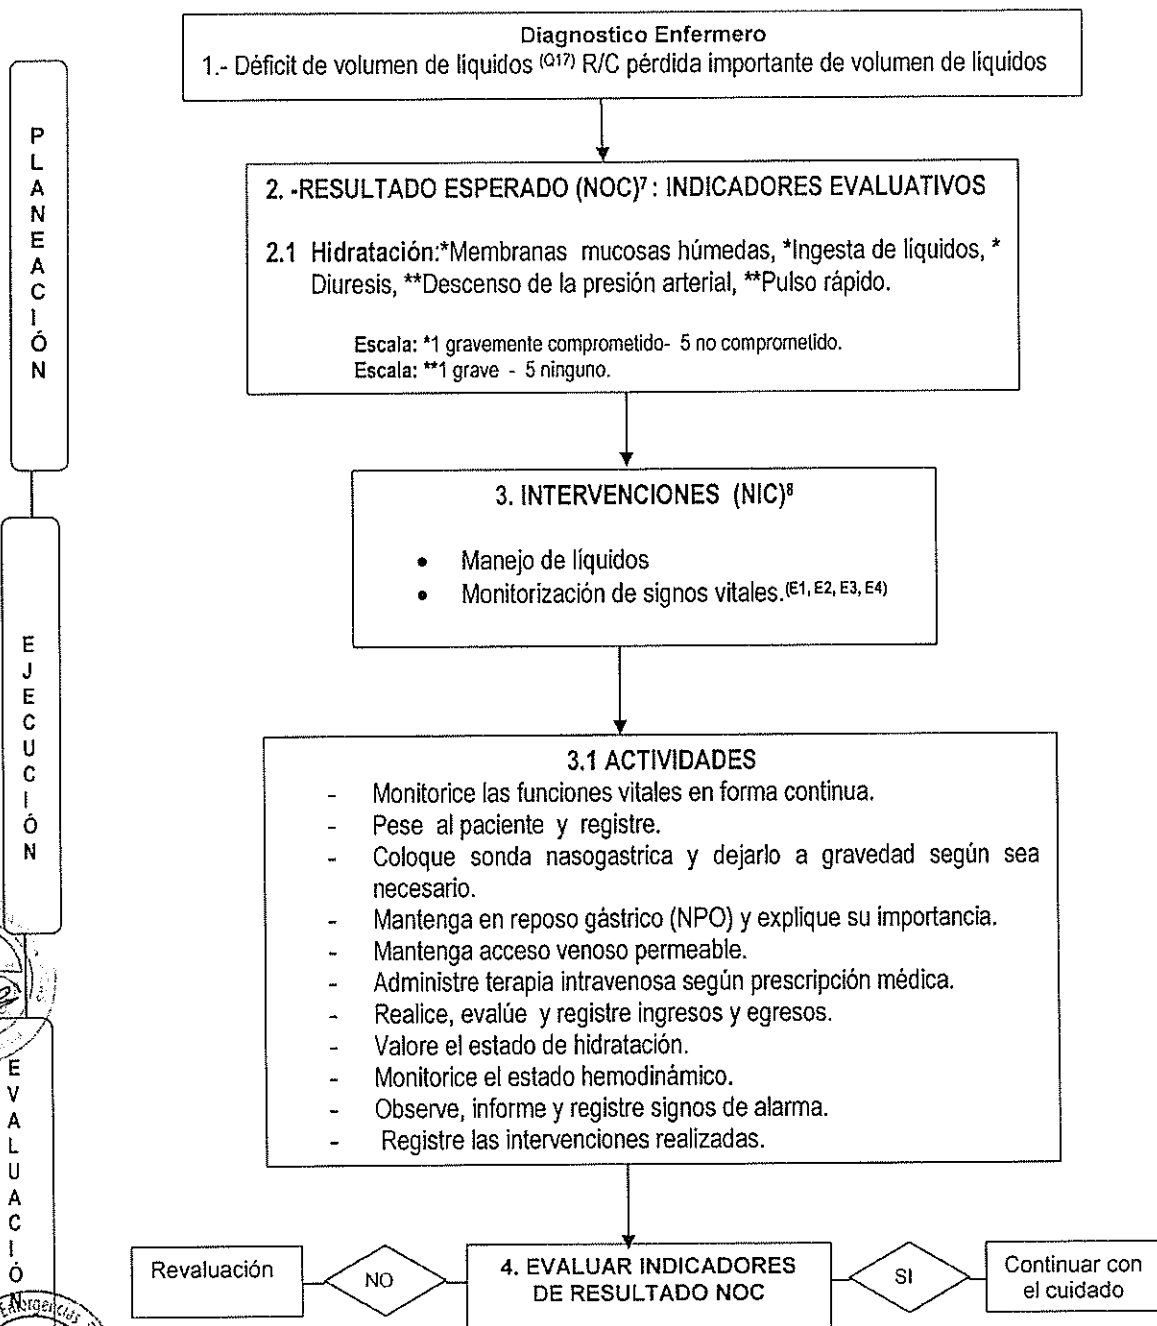 Diagnostico Enfermero
1.- Déficit de volumen de liquidos (Q17) R/C pérdida importante de volumen de liquidos
PLANEACIÓN
2. -RESULTADO ESPERADO (NOC)7 : INDICADORES EVALUATIVOS
2.1 Hidratación:*Membranas mucosas húmedas, *Ingesta de líquidos, *
Diuresis, **Descenso de la presión arterial, **Pulso rápido.
Escala: *1 gravemente comprometido- 5 no comprometido.
Escala: **1 grave - 5 ninguno.
EJECUCIÓN
3. INTERVENCIONES (NIC)8
• Manejo de líquidos
• Monitorización de signos vitales.(E1, E2, E3, E4)
3.1 ACTIVIDADES
- Monitorice las funciones vitales en forma continua.
- Pese al paciente y registre.
- Coloque sonda nasogastrica y dejarlo a gravedad según sea
necesario.
- Mantenga en reposo gástrico (NPO) y explique su importancia.
- Mantenga acceso venoso permeable.
- Administre terapia intravenosa según prescripción médica.
- Realice, evalúe y registre ingresos y egresos.
- Valore el estado de hidratación.
- Monitorice el estado hemodinámico.
- Observe, informe y registre signos de alarma.
- Registre las intervenciones realizadas.
EVALUACIÓN
Revaluación
NO
4. EVALUAR INDICADORES
DE RESULTADO NOC
SI
Continuar con
el cuidado
Emergencias